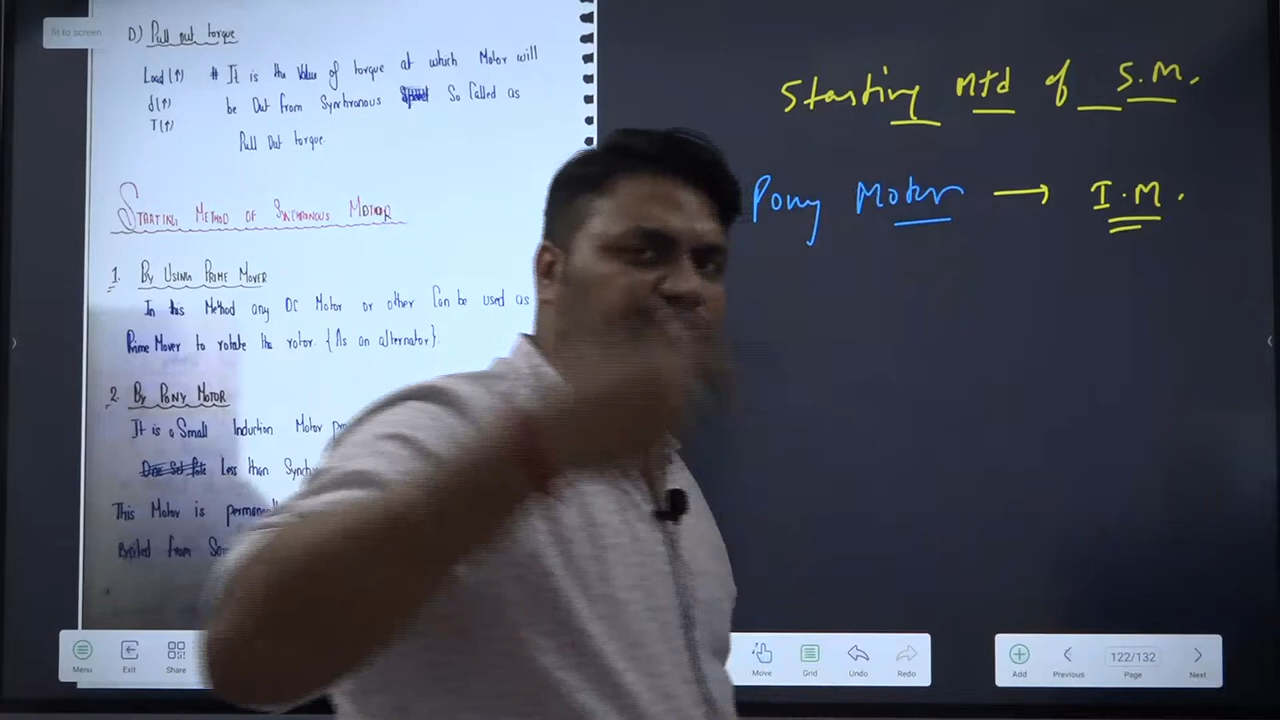 Fit to screen
D) Pull out torque
Load(↑) # It is the Value of torque at which Motor will
d(↑) be Out from Synchronous So Called as
T(↑)
Pull Out torque.
STARTING METHOD OF SYNCHRONOUS MOTOR
1. BY USING PRIME MOVER
In this Method any DC Motor or other Can be used as
Prime Mover to rotate the rotor. {As an alternator}.
2. BY PONY MOTOR
It is a Small Induction Motor
Less than
This Motor is
from
Starting Mtd of S.M.
Pony Motor → I.M.
Menu Exit Share Move Grid Undo Redo Add Previous 122/132 Page Next